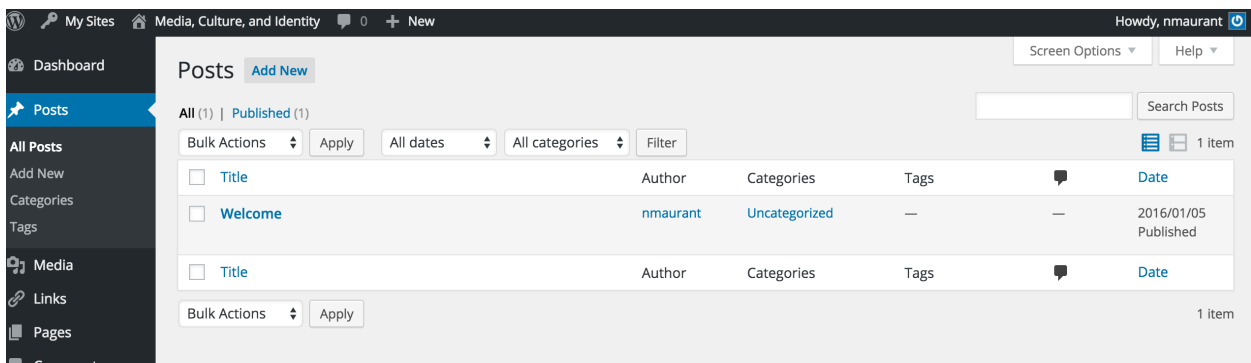 My Sites Media, Culture, and Identity 0 New Howdy, nmaurant
Screen Options Help
Dashboard
Posts Add New
Posts
All (1) | Published (1)
Search Posts
Bulk Actions Apply All dates All categories Filter 1 item
All Posts
Add New
Categories
Tags
Media
Links
Pages
Title Author Categories Tags Date
Welcome nmaurant Uncategorized — — 2016/01/05
Published
Title Author Categories Tags Date
Bulk Actions Apply 1 item